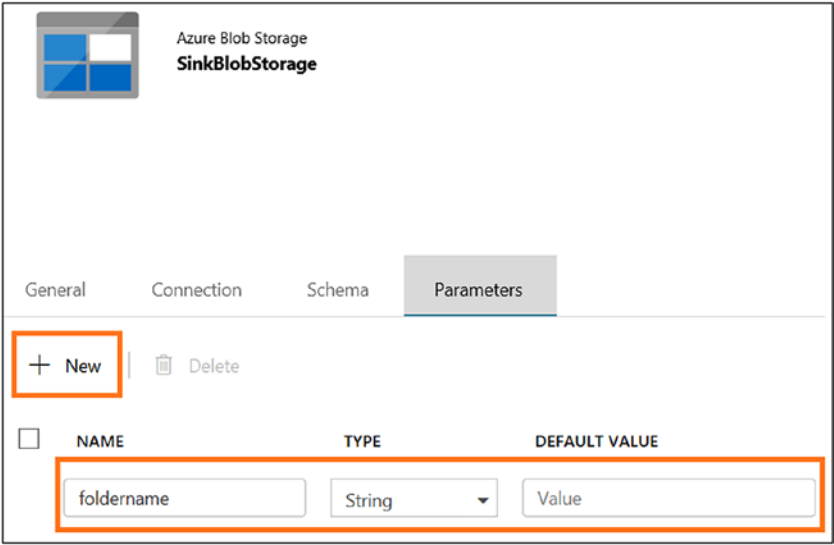 Azure Blob Storage
SinkBlobStorage
General Connection Schema Parameters
+ New Delete
NAME TYPE DEFAULT VALUE
foldername String Value